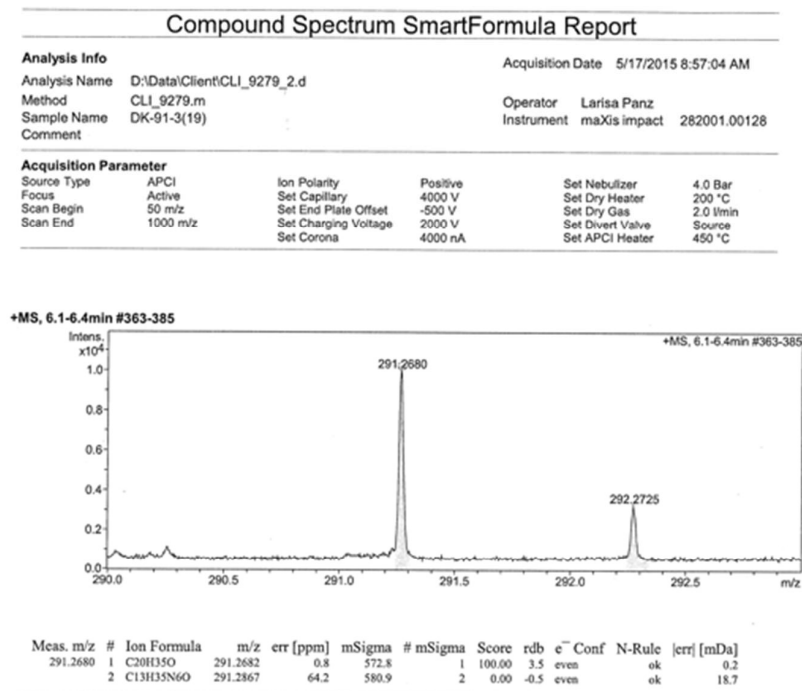 Compound Spectrum SmartFormula Report
Analysis Info
Acquisition Date 5/17/2015 8:57:04 AM
Analysis Name D:\Data\Client\CLI_9279_2.d
Method CLI_9279.m
Operator Larisa Panz
Sample Name DK-91-3(19)
Instrument maXis impact 282001.00128
Comment
Acquisition Parameter
Source Type APCI Ion Polarity Positive Set Nebulizer 4.0 Bar
Focus Active Set Capillary 4000 V Set Dry Heater 200 °C
Scan Begin 50 m/z Set End Plate Offset -500 V Set Dry Gas 2.0 l/min
Scan End 1000 m/z Set Charging Voltage 2000 V Set Divert Valve Source
Set Corona 4000 nA Set APCI Heater 450 °C
+MS, 6.1-6.4min #363-385
Intens.
x10⁴
+MS, 6.1-6.4min #363-385
291.2680
1.0
0.8
0.6
0.4
292.2725
0.2
0.0
290.0 290.5 291.0 291.5 292.0 292.5 m/z
Meas. m/z # Ion Formula m/z err [ppm] mSigma # mSigma Score rdb e⁻ Conf N-Rule |err| [mDa]
291.2680 1 C20H35O 291.2682 0.8 572.8 1 100.00 3.5 even ok 0.2
2 C13H35N6O 291.2867 64.2 580.9 2 0.00 -0.5 even ok 18.7